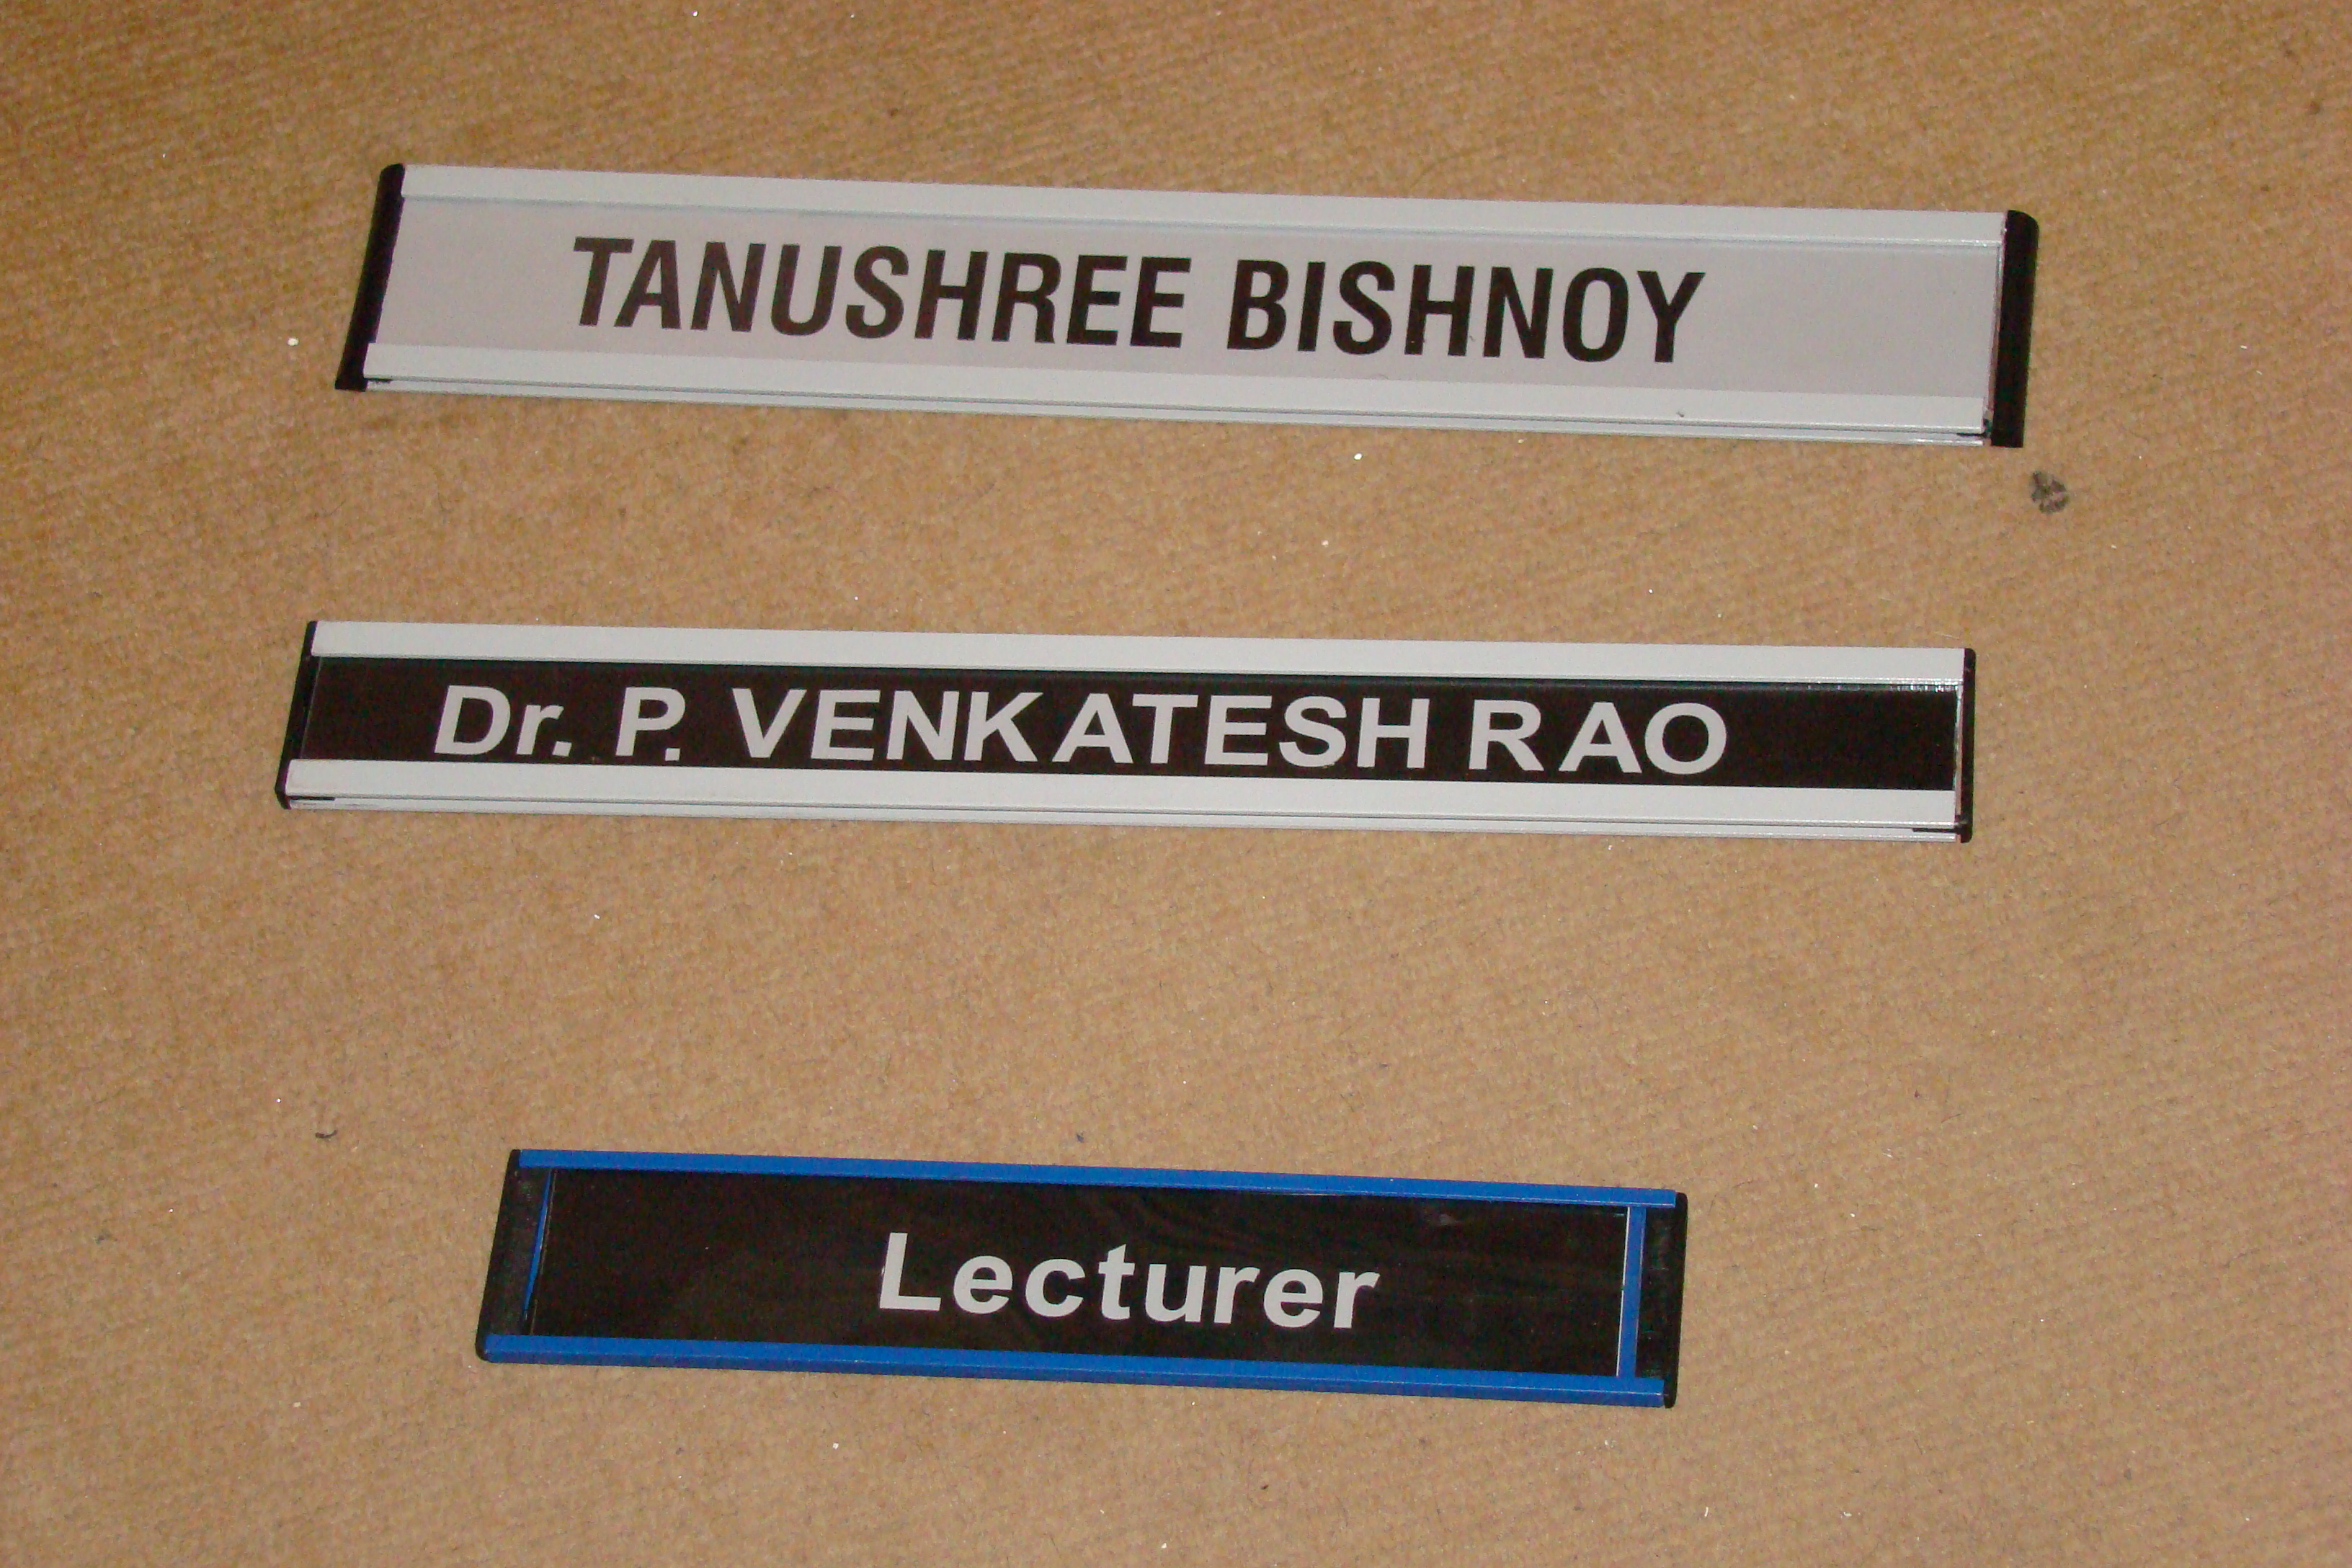 TANUSHREE BISHNOY
Dr. P. VENKATESH RAO
Lecturer